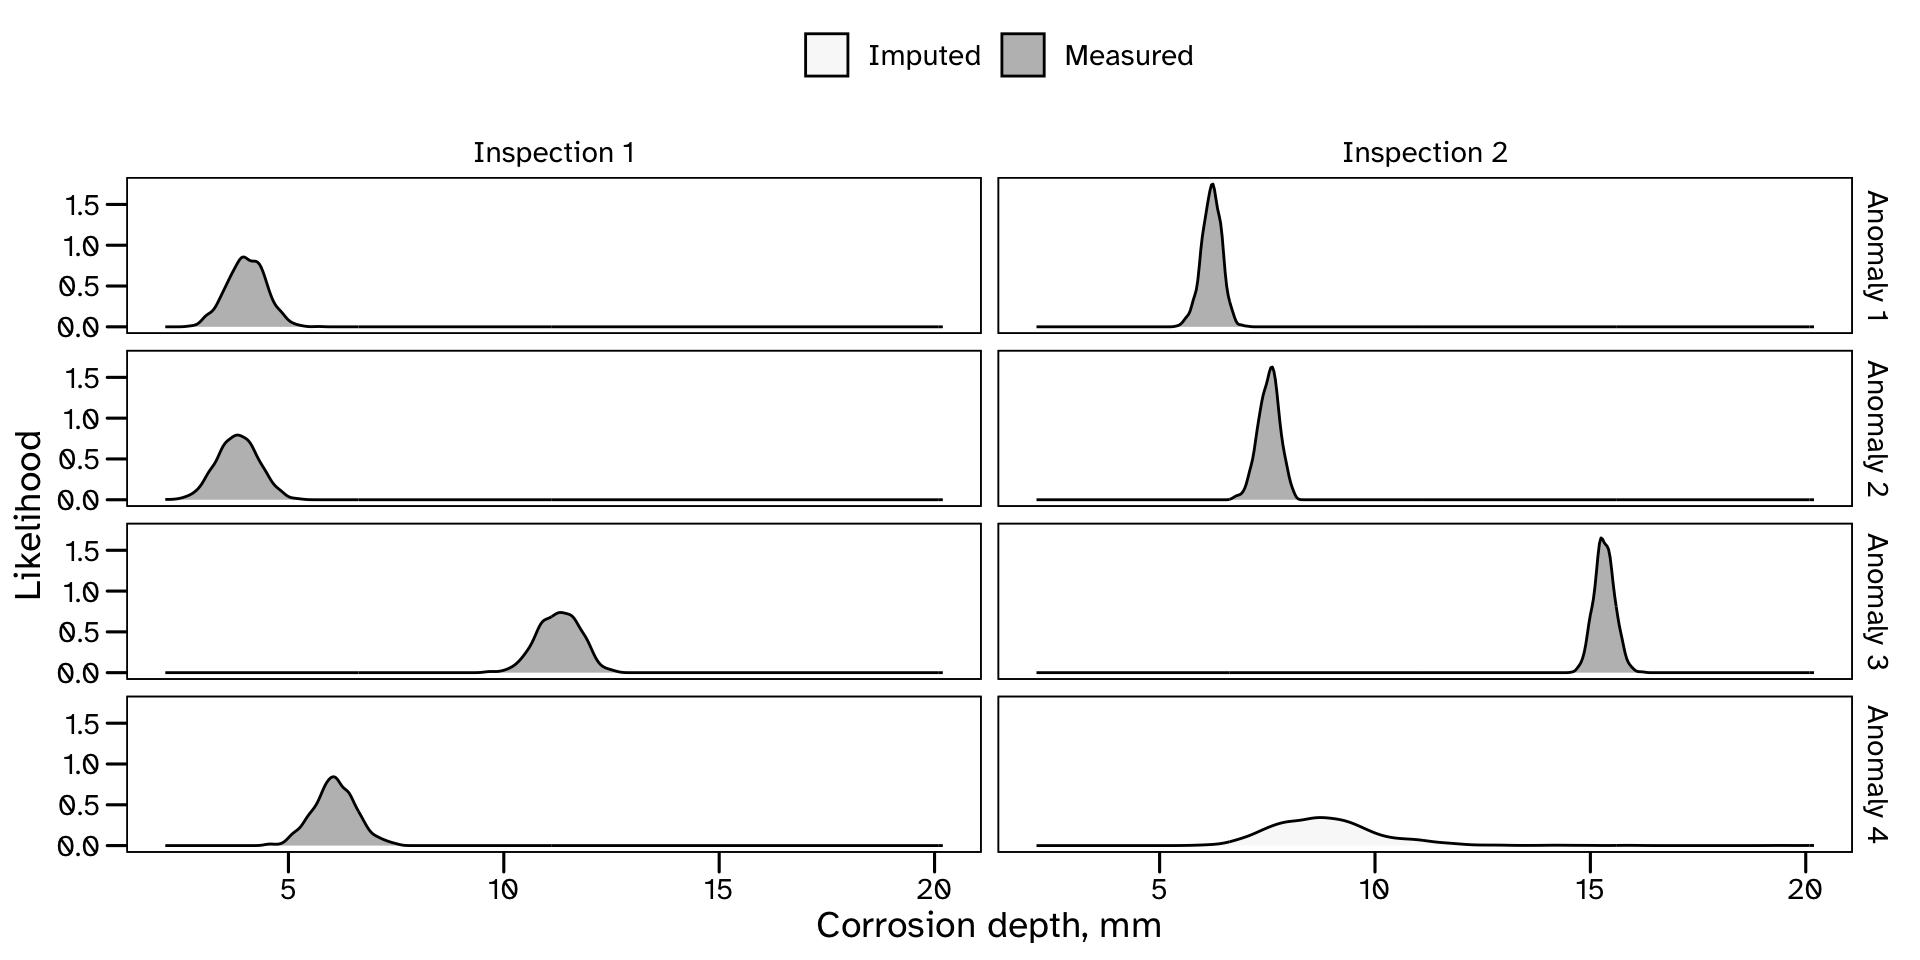 Imputed Measured
Inspection 1 Inspection 2
1.5
1.0
0.5
0.0
Anomaly 1
1.5
1.0
0.5
0.0
Anomaly 2
1.5
1.0
0.5
0.0
Anomaly 3
1.5
1.0
0.5
0.0
Anomaly 4
Likelihood
5 10 15 20 5 10 15 20
Corrosion depth, mm